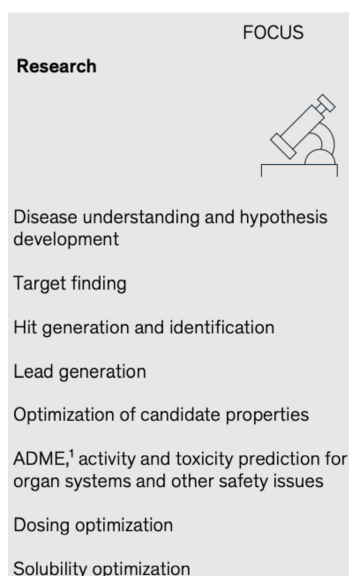 FOCUS
Research
Disease understanding and hypothesis
development
Target finding
Hit generation and identification
Lead generation
Optimization of candidate properties
ADME,¹ activity and toxicity prediction for
organ systems and other safety issues
Dosing optimization
Solubility optimization